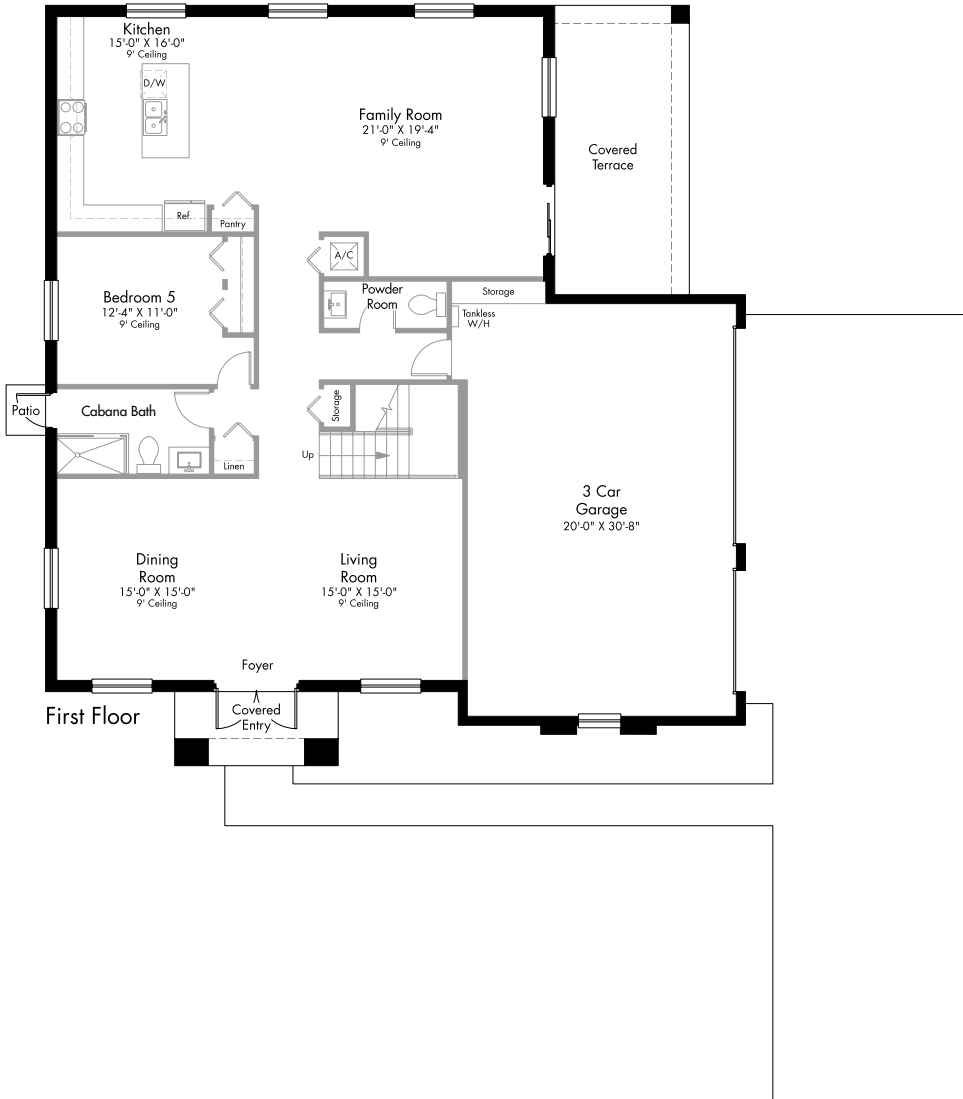 Kitchen
15'-0" X 16'-0"
9' Ceiling
D/W
Family Room
21'-0" X 19'-4"
9' Ceiling
Covered
Terrace
Ref.
Pantry
A/C
Bedroom 5
12'-4" X 11'-0"
9' Ceiling
Powder
Room
Storage
Tankless
W/H
Patio
Cabana Bath
Storage
Linen
Up
3 Car
Garage
20'-0" X 30'-8"
Dining
Room
15'-0" X 15'-0"
9' Ceiling
Living
Room
15'-0" X 15'-0"
9' Ceiling
Foyer
Covered
Entry
First Floor